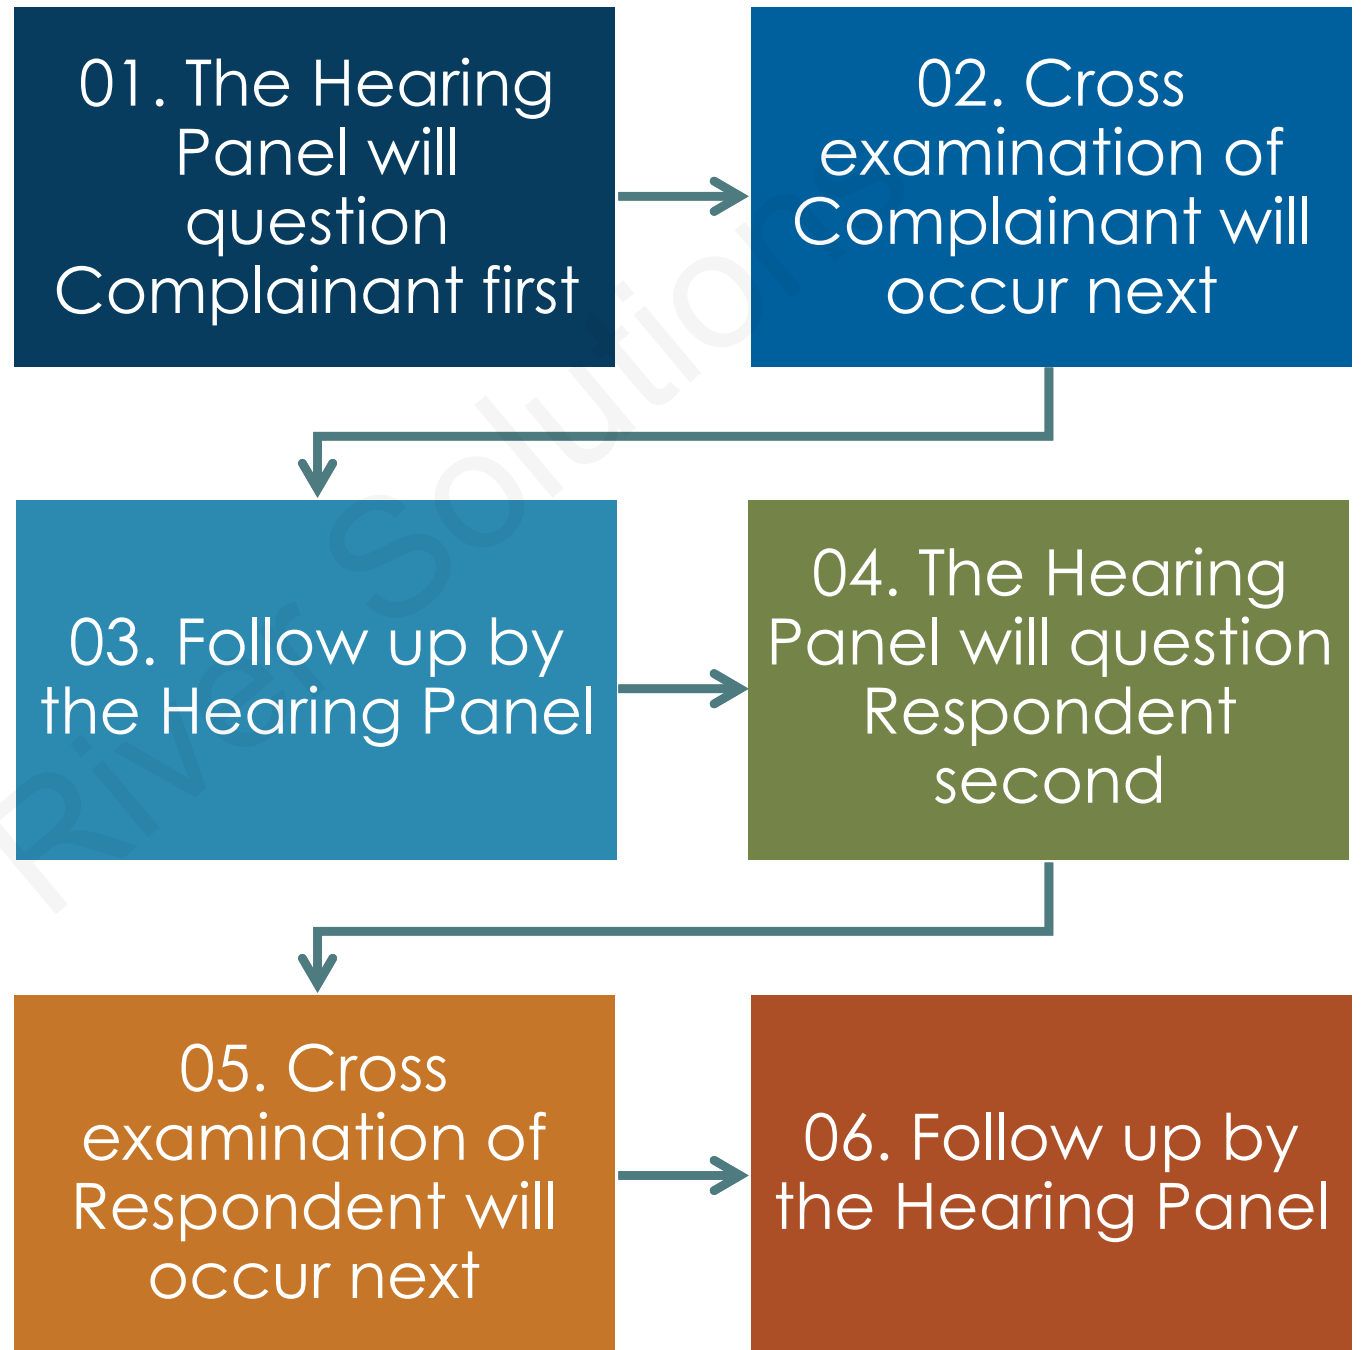 01. The Hearing
Panel will
question
Complainant first
02. Cross
examination of
Complainant will
occur next
03. Follow up by
the Hearing Panel
04. The Hearing
Panel will question
Respondent
second
05. Cross
examination of
Respondent will
occur next
06. Follow up by
the Hearing Panel
River Solutions